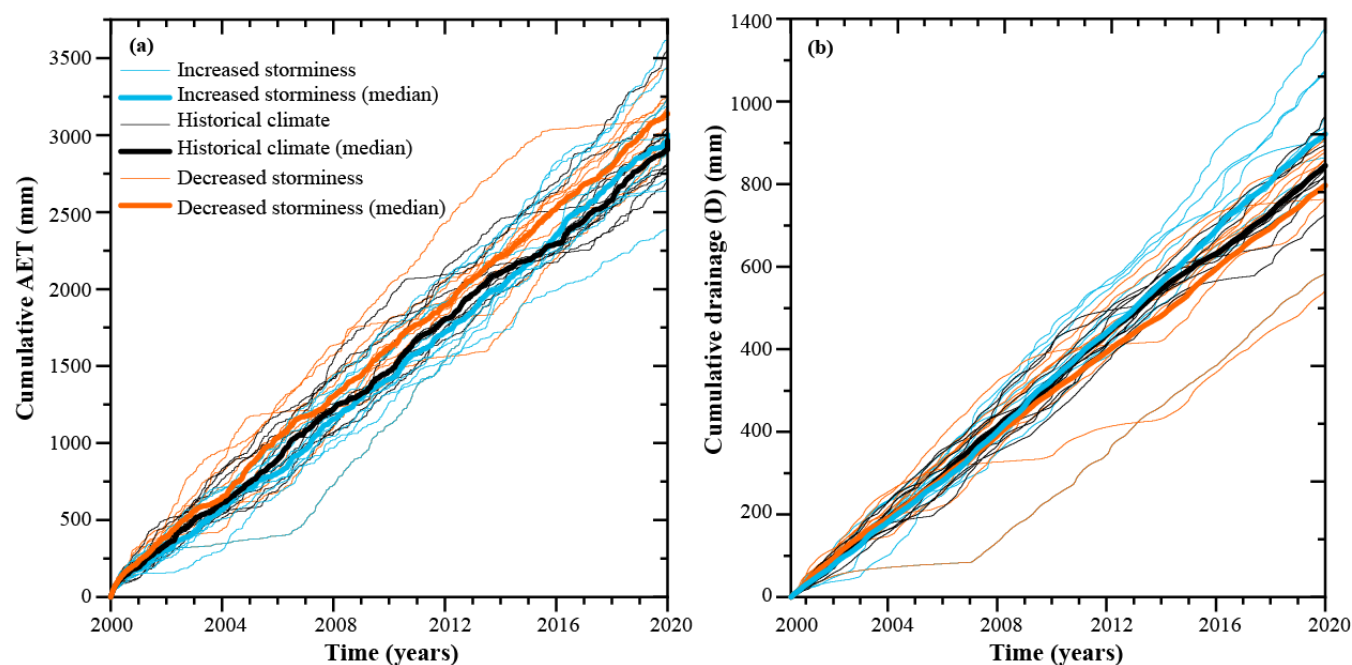 (a)
Increased storminess
Increased storminess (median)
Historical climate
Historical climate (median)
Decreased storminess
Decreased storminess (median)
Cumulative AET (mm)
3500
3000
2500
2000
1500
1000
500
0
2000 2004 2008 2012 2016 2020
Time (years)
(b)
Cumulative drainage (D) (mm)
1400
1000
800
600
400
200
0
2000 2004 2008 2012 2016 2020
Time (years)